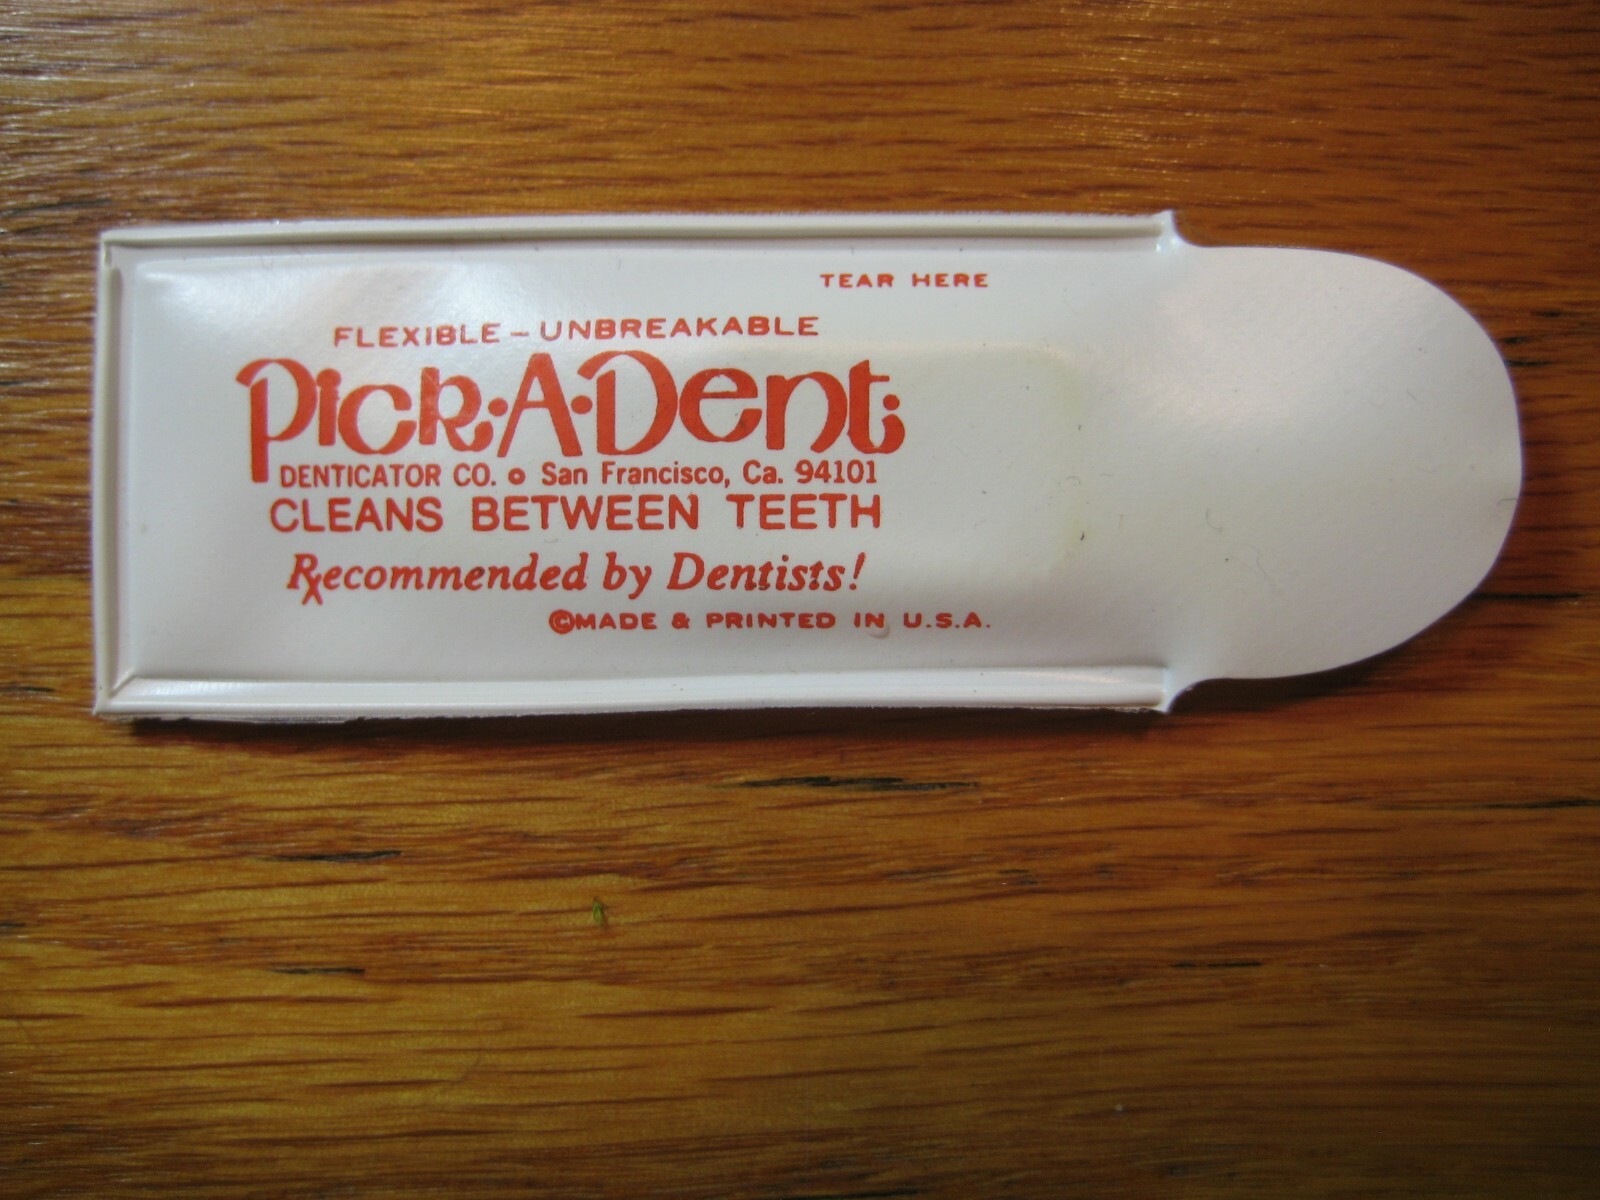 TEAR HERE
FLEXIBLE – UNBREAKABLE
Pick·A·Dent
DENTICATOR CO. • San Francisco, Ca. 94101
CLEANS BETWEEN TEETH
Recommended by Dentists!
©MADE & PRINTED IN U.S.A.